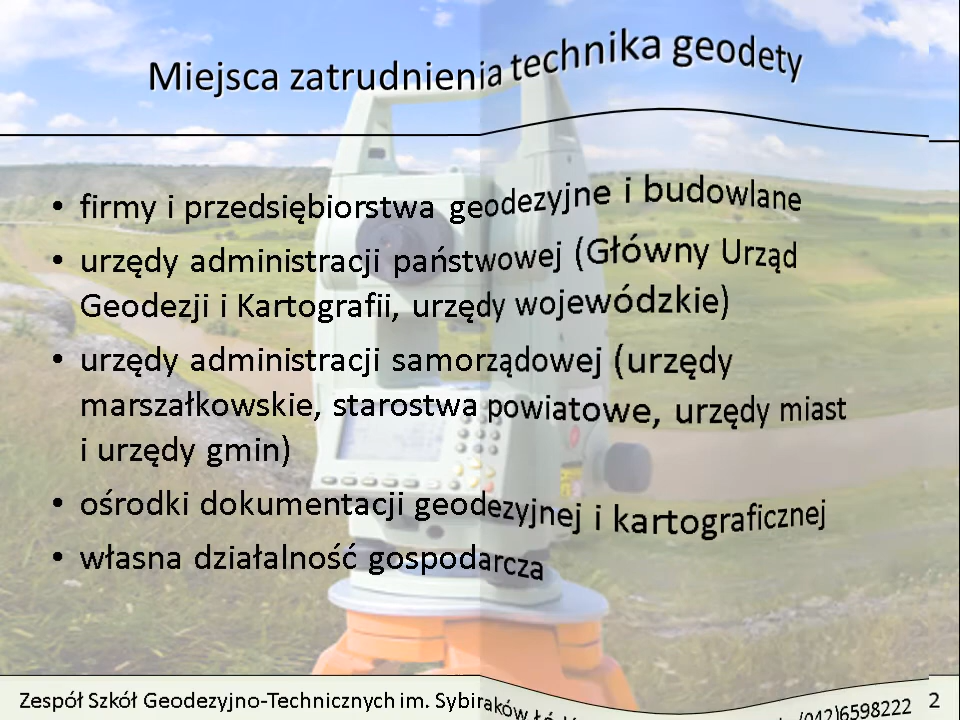 Miejsca zatrudnienia technika geodety
• firmy i przedsiębiorstwa geodezyjne i budowlane
• urzędy administracji państwowej (Główny Urząd
Geodezji i Kartografii, urzędy wojewódzkie)
• urzędy administracji samorządowej (urzędy
marszałkowskie, starostwa powiatowe, urzędy miast
i urzędy gmin)
• ośrodki dokumentacji geodezyjnej i kartograficznej
• własna działalność gospodarcza
Zespół Szkół Geodezyjno-Technicznych im. Sybiraków /(042)6598222 2